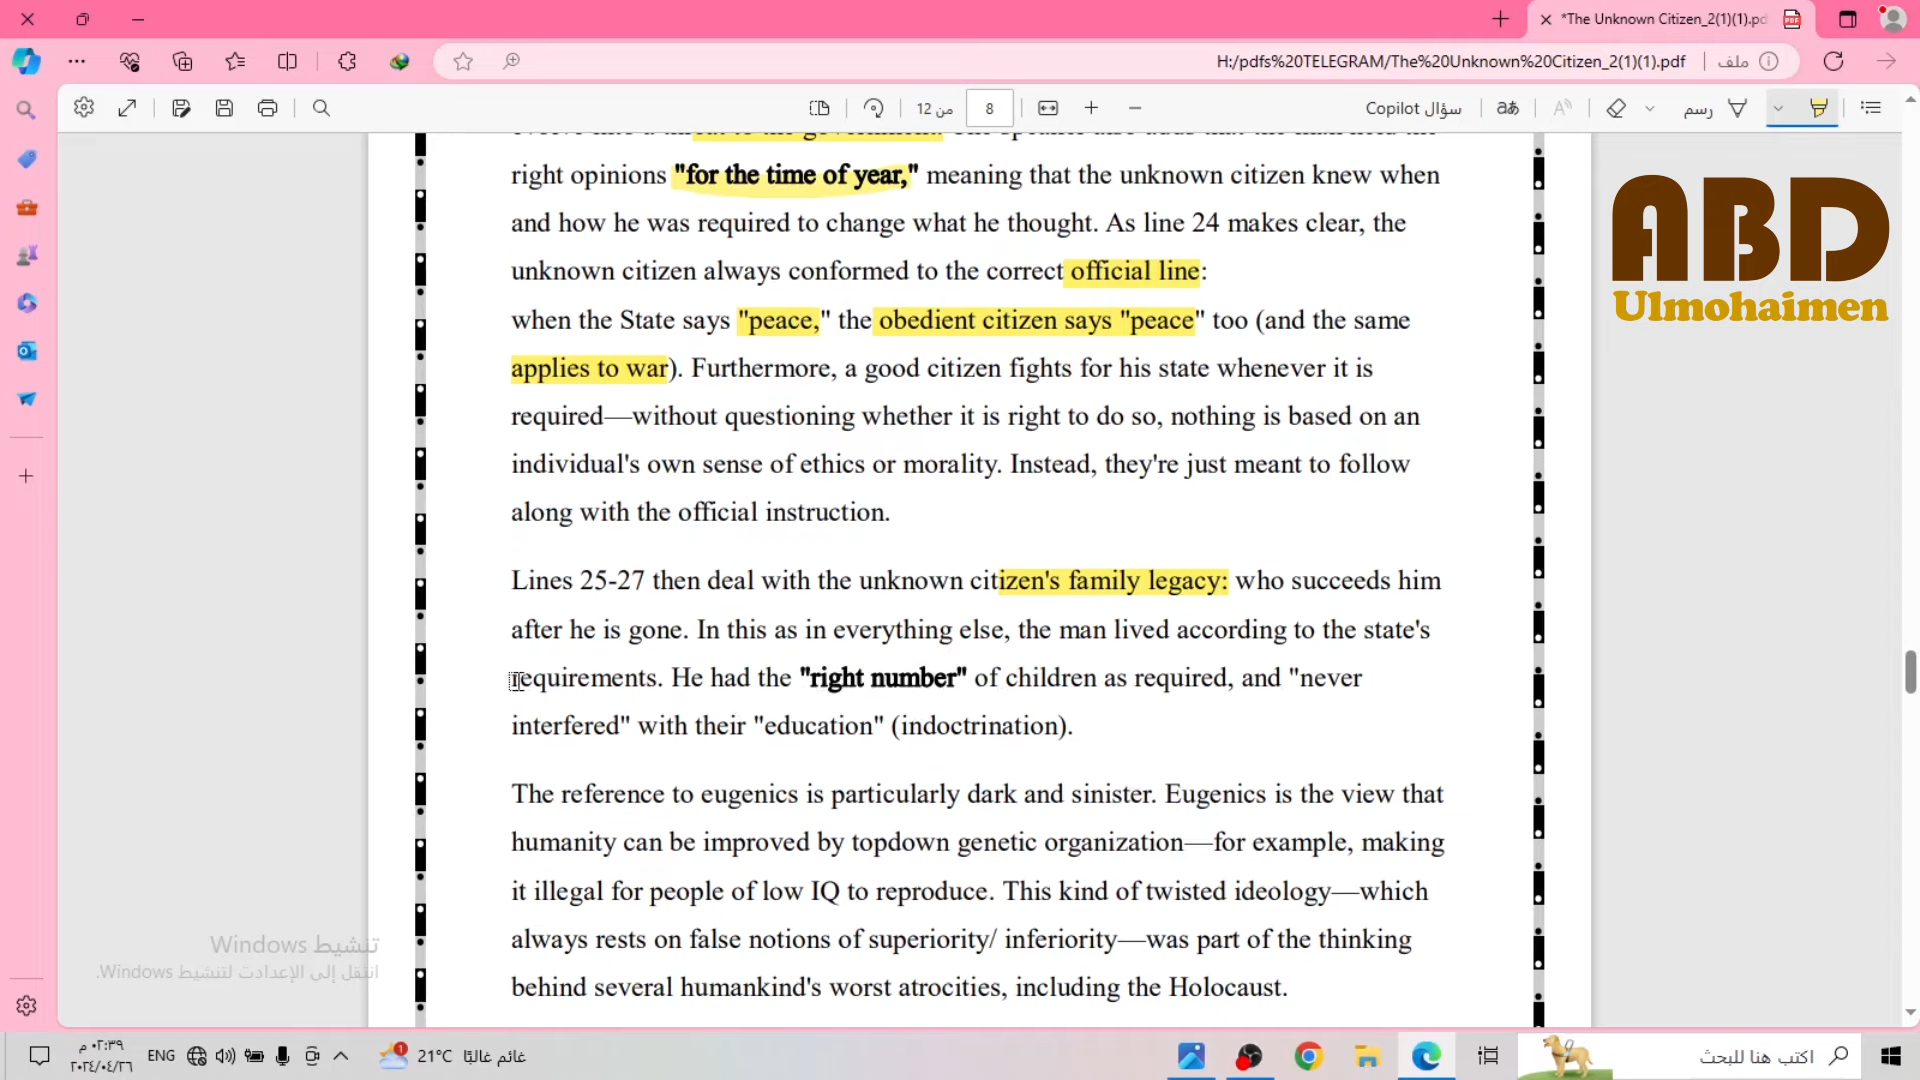 *The Unknown Citizen_2(1)(1).pd
H:/pdfs%20TELEGRAM/The%20Unknown%20Citizen_2(1)(1).pdf
ملف
12 من
8
سؤال Copilot
رسم
right opinions "for the time of year," meaning that the unknown citizen knew when
and how he was required to change what he thought. As line 24 makes clear, the
unknown citizen always conformed to the correct official line:
when the State says "peace," the obedient citizen says "peace" too (and the same
applies to war). Furthermore, a good citizen fights for his state whenever it is
required—without questioning whether it is right to do so, nothing is based on an
individual's own sense of ethics or morality. Instead, they're just meant to follow
along with the official instruction.
Lines 25-27 then deal with the unknown citizen's family legacy: who succeeds him
after he is gone. In this as in everything else, the man lived according to the state's
requirements. He had the "right number" of children as required, and "never
interfered" with their "education" (indoctrination).
The reference to eugenics is particularly dark and sinister. Eugenics is the view that
humanity can be improved by topdown genetic organization—for example, making
it illegal for people of low IQ to reproduce. This kind of twisted ideology—which
always rests on false notions of superiority/ inferiority—was part of the thinking
behind several humankind's worst atrocities, including the Holocaust.
ABD
Ulmohaimen
تنشيط Windows
انتقل إلى الإعدادات لتنشيط Windows.
٠٢:٣٩ م
٢٠٢٤/٠٤/٢٦
ENG
21°C غائم غالبًا
اكتب هنا للبحث